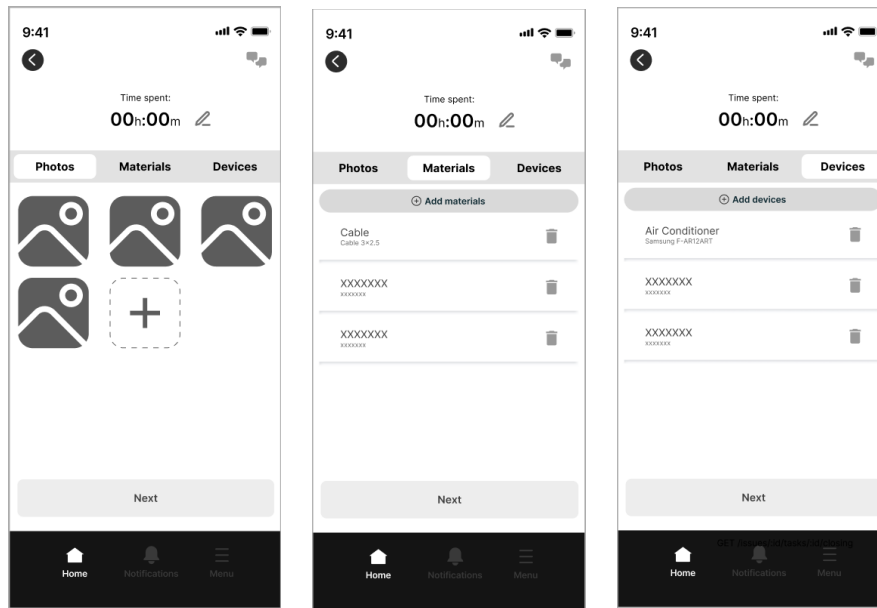 9:41
Time spent:
00h:00m
Photos Materials Devices
Next
Home Notifications Menu
9:41
Time spent:
00h:00m
Photos Materials Devices
Add materials
Cable
Cable 3x2.5
XXXXXXX
xxxxxxx
XXXXXXX
xxxxxxx
Next
Home Notifications Menu
9:41
Time spent:
00h:00m
Photos Materials Devices
Add devices
Air Conditioner
Samsung F-AR12ART
XXXXXXX
xxxxxxx
XXXXXXX
xxxxxxx
Next
Home Notifications Menu